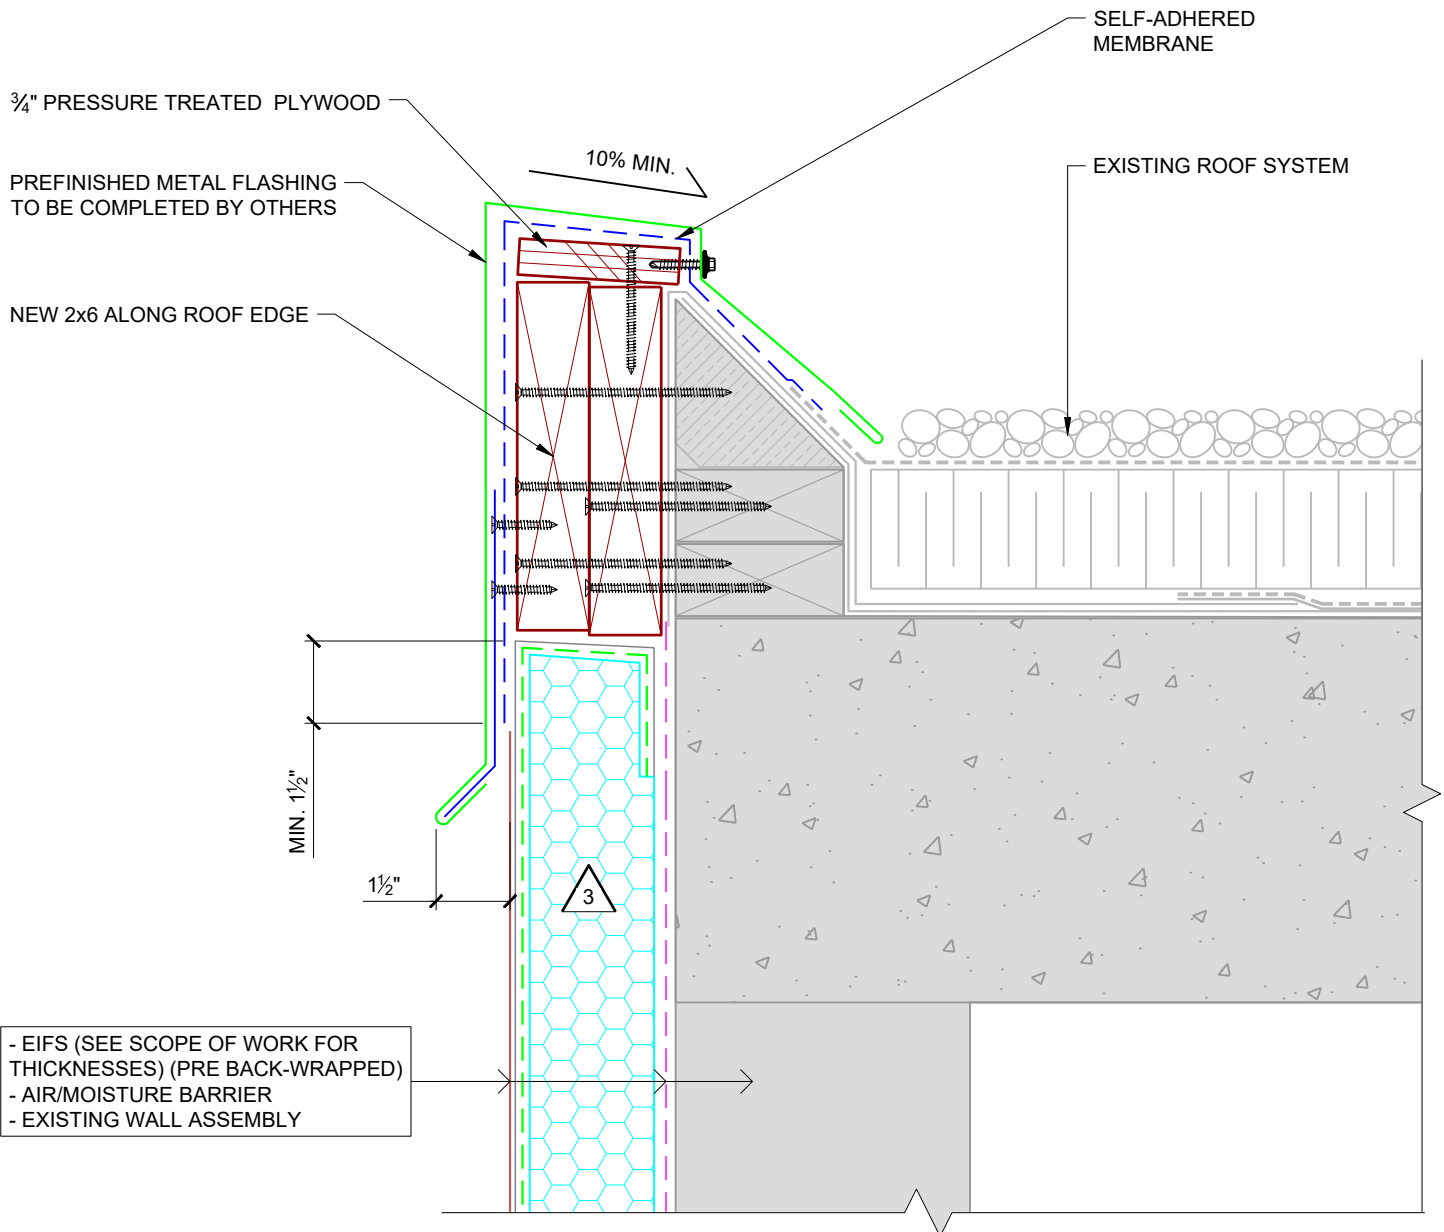 SELF-ADHERED
MEMBRANE
¾" PRESSURE TREATED PLYWOOD
10% MIN.
EXISTING ROOF SYSTEM
PREFINISHED METAL FLASHING
TO BE COMPLETED BY OTHERS
NEW 2x6 ALONG ROOF EDGE
MIN. 1½"
1½"
3
- EIFS (SEE SCOPE OF WORK FOR
THICKNESSES) (PRE BACK-WRAPPED)
- AIR/MOISTURE BARRIER
- EXISTING WALL ASSEMBLY